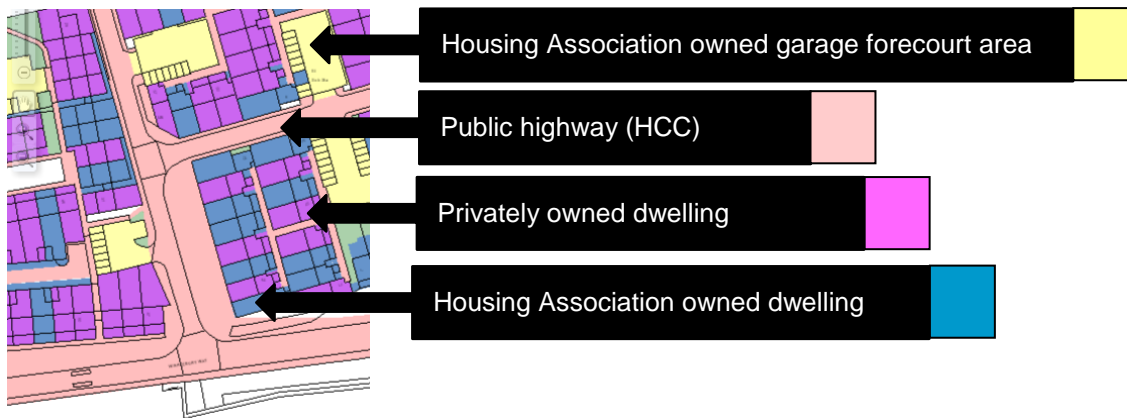 Housing Association owned garage forecourt area
Public highway (HCC)
Privately owned dwelling
Housing Association owned dwelling